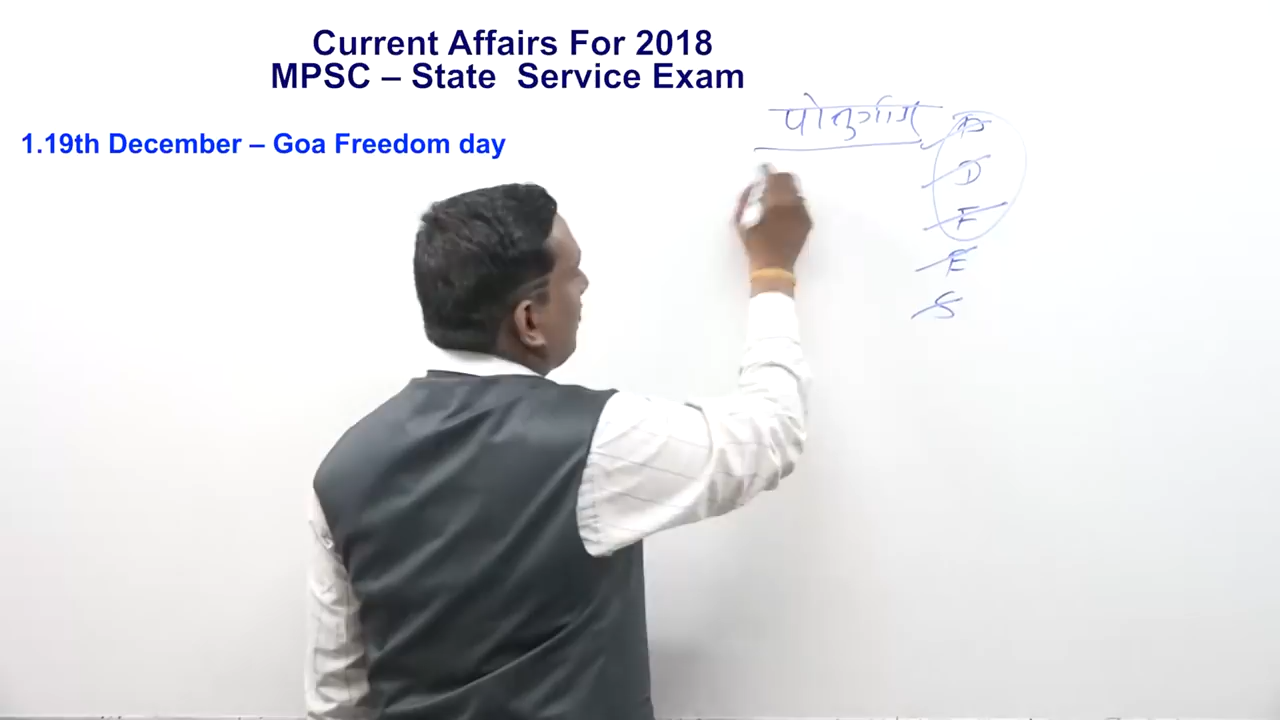 Current Affairs For 2018
MPSC – State Service Exam
1.19th December – Goa Freedom day
पोर्तुगाल
P
D
F
E
S